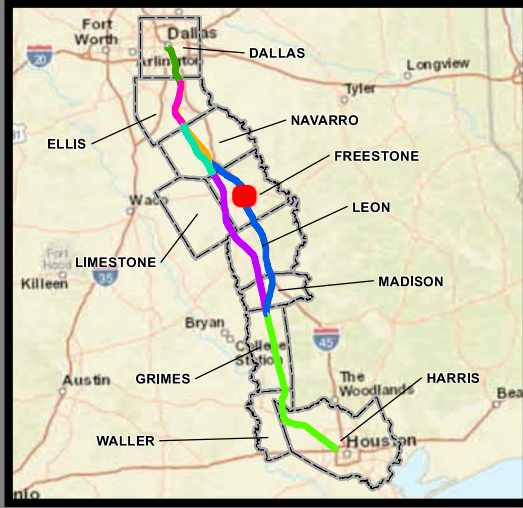 Fort
Worth
Dallas
DALLAS
Arlington
20
Longview
Tyler
31
ELLIS
NAVARRO
FREESTONE
Waco
LEON
LIMESTONE
Fort
Hood
35
Killeen
MADISON
Bryan
College
Station
45
GRIMES
The
Woodlands
HARRIS
Austin
Bea
WALLER
Houston
nio